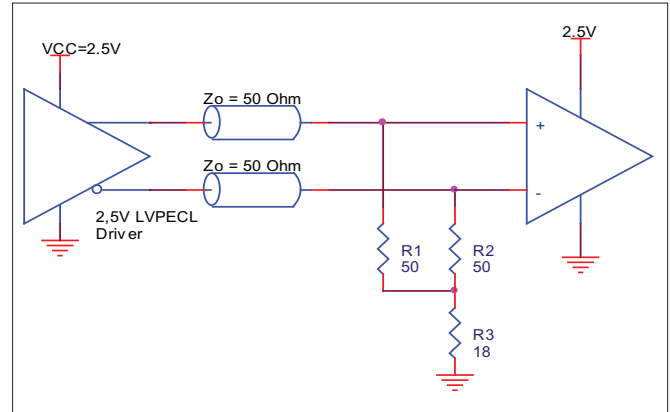 VCC=2.5V
2.5V
Zo = 50 Ohm
+
Zo = 50 Ohm
-
2,5V LVPECL
Driver
R1
50
R2
50
R3
18